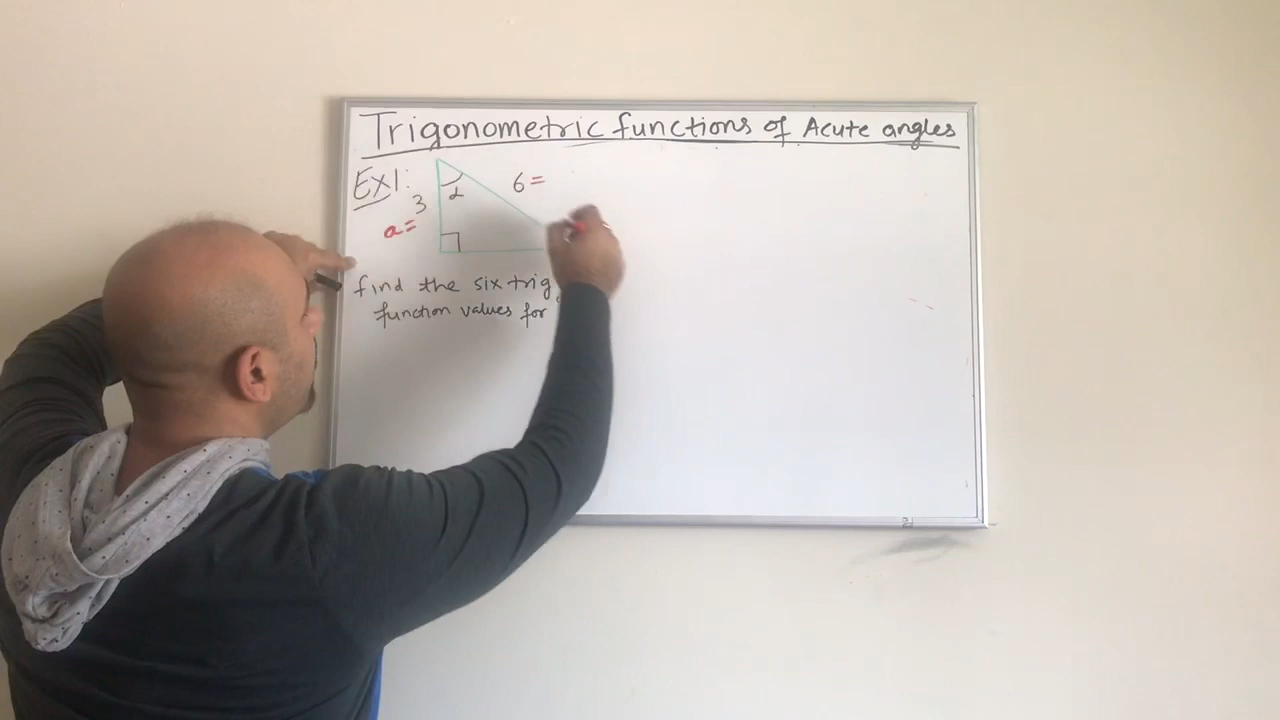 Trigonometric functions of Acute angles
Ex1:
α
6 =
3
a =
find the six trig
function values for